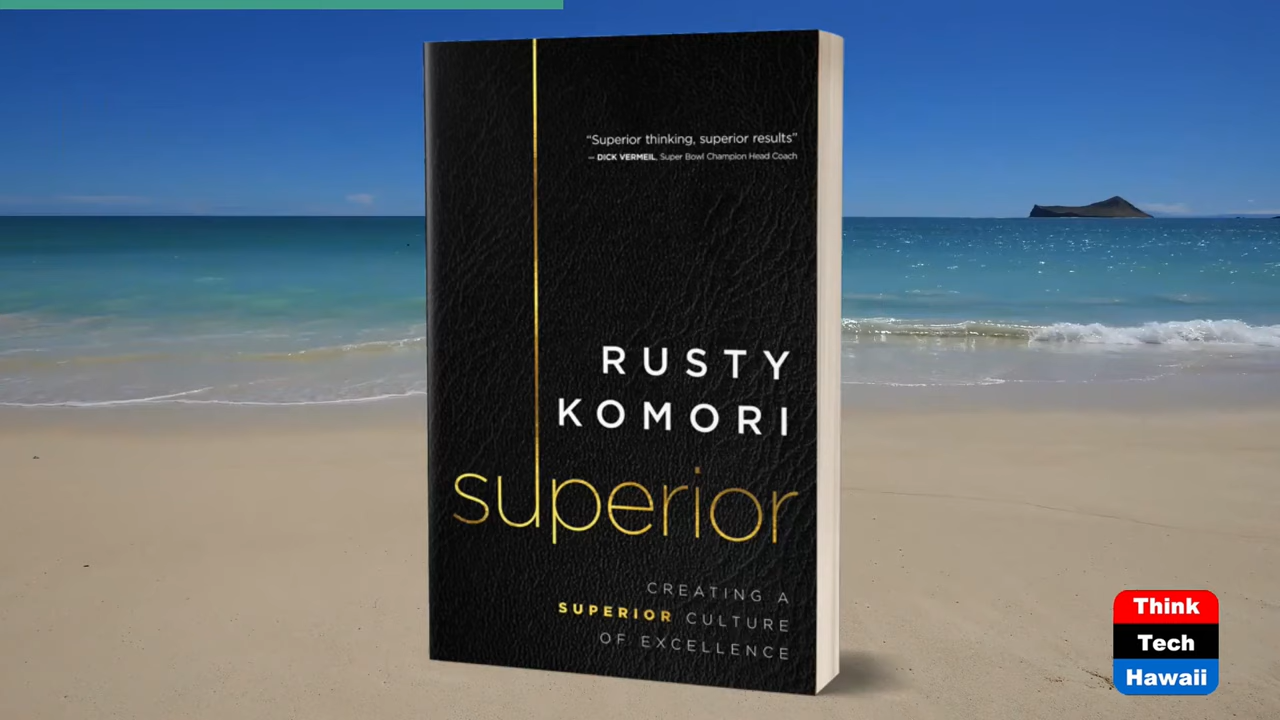 “Superior thinking, superior results”
— DICK VERMEIL, Super Bowl Champion Head Coach
RUSTY
KOMORI
superior
CREATING A
SUPERIOR CULTURE
OF EXCELLENCE
Think
Tech
Hawaii